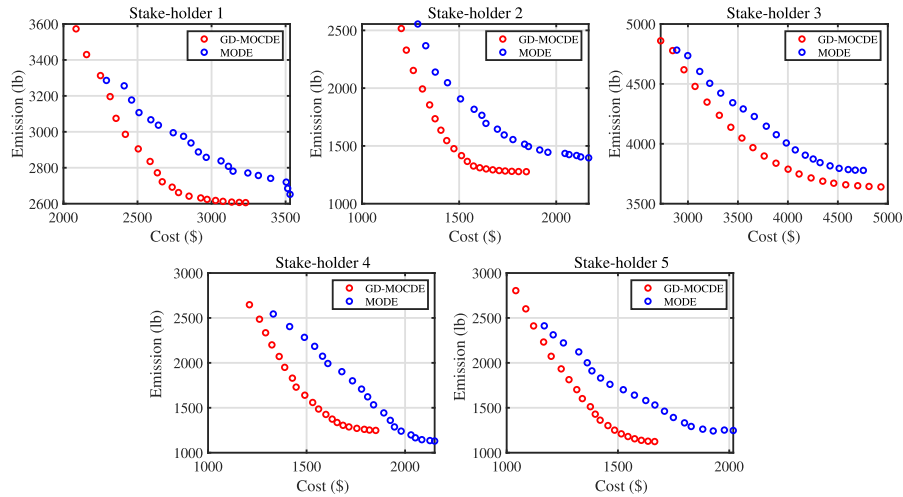 Stake-holder 1
3600
3400
3200
3000
2800
2600
2000
2500
3000
3500
Emission (lb)
Cost ($)
GD-MOCDE
MODE
Stake-holder 2
2500
2000
1500
1000
1000
1500
2000
Emission (lb)
Cost ($)
GD-MOCDE
MODE
Stake-holder 3
5000
4500
4000
3500
3000
3500
4000
4500
5000
Emission (lb)
Cost ($)
GD-MOCDE
MODE
Stake-holder 4
3000
2500
2000
1500
1000
1000
1500
2000
Emission (lb)
Cost ($)
GD-MOCDE
MODE
Stake-holder 5
3000
2500
2000
1500
1000
1000
1500
2000
Emission (lb)
Cost ($)
GD-MOCDE
MODE